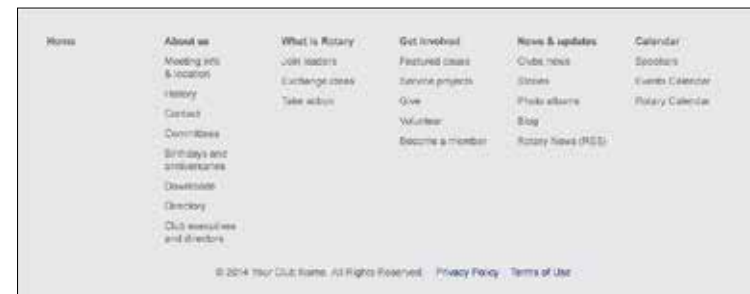 Home
About us
Meeting info
& location
History
Contact
Committees
Birthdays and
anniversaries
Downloads
Directory
Club executives
and directors
What is Rotary
Join leaders
Exchange ideas
Take action
Get involved
Featured cause
Service projects
Give
Volunteer
Become a member
News & updates
Clubs news
Stories
Photo albums
Blog
Rotary News (RSS)
Calendar
Speakers
Events Calendar
Rotary Calendar
© 2014 Your Club Name. All Rights Reserved. Privacy Policy Terms of Use